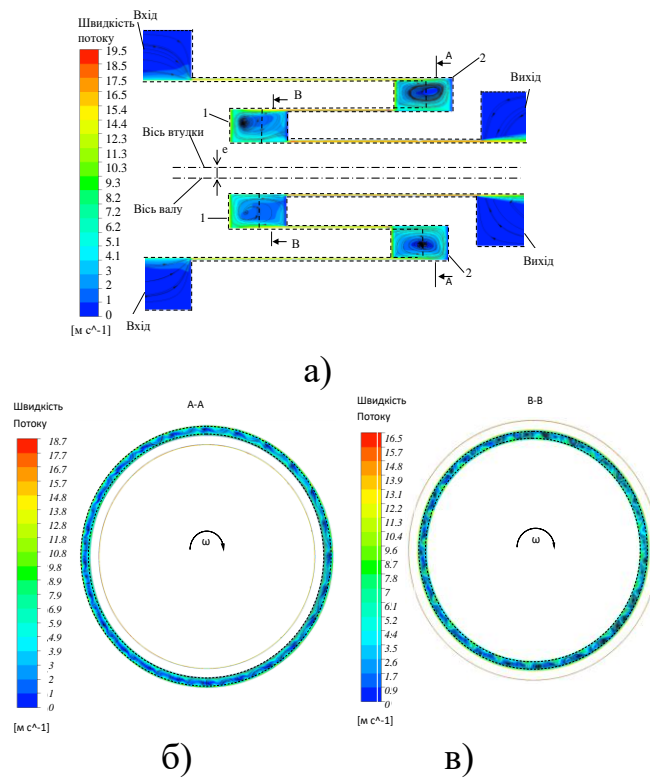 Швидкість
потоку
19.5
18.5
17.5
16.4
15.4
14.4
13.4
12.3
11.3
10.3
9.3
8.2
7.2
6.2
5.1
4.1
3.1
2.1
1
0
[м с^-1]
Вхід
A
2
B
Вихід
1
e
Вісь втулки
Вісь валу
1
B
Вихід
A
2
Вхід
а)
A-A
Швидкість
Потоку
18.7
17.7
15.7
14.8
13.8
12.8
11.8
10.8
9.8
8.9
7.9
6.9
5.9
4.9
3.9
3
2
1
0
[м с^-1]
ω
б)
B-B
Швидкість
Потоку
16.5
15.7
14.8
13.9
13.1
12.2
11.3
10.4
9.6
8.7
7.7
7
6.1
5.2
4.4
3.5
2.6
1.7
0.9
0
[м с^-1]
ω
в)